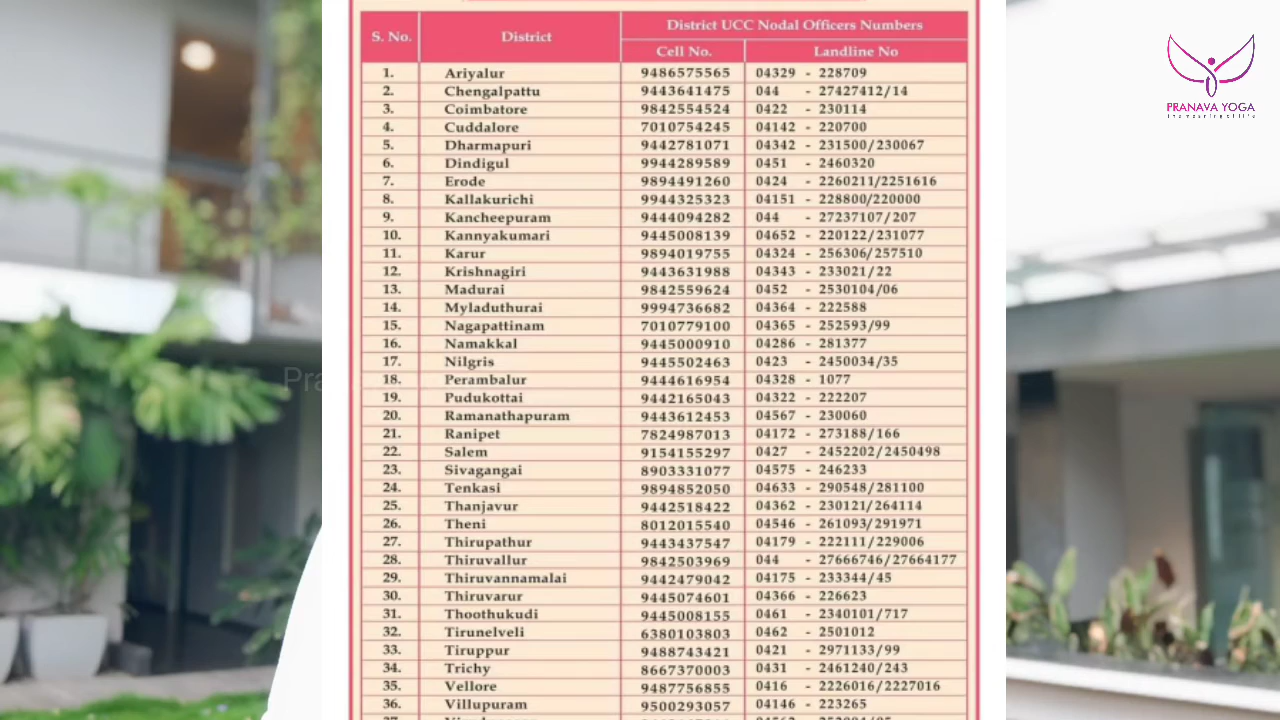 S. No. District District UCC Nodal Officers Numbers
Cell No. Landline No
1. Ariyalur 9486575565 04329 - 228709
2. Chengalpattu 9443641475 044 - 27427412/14
3. Coimbatore 9842554524 0422 - 230114
4. Cuddalore 7010754245 04142 - 220700
5. Dharmapuri 9442781071 04342 - 231500/230067
6. Dindigul 9944289589 0451 - 2460320
7. Erode 9894491260 0424 - 2260211/2251616
8. Kallakurichi 9944325323 04151 - 228800/220000
9. Kancheepuram 9444094282 044 - 27237107/207
10. Kannyakumari 9445008139 04652 - 220122/231077
11. Karur 9894019755 04324 - 256306/257510
12. Krishnagiri 9443631988 04343 - 233021/22
13. Madurai 9842559624 0452 - 2530104/06
14. Myladuthurai 9994736682 04364 - 222588
15. Nagapattinam 7010779100 04365 - 252593/99
16. Namakkal 9445000910 04286 - 281377
17. Nilgris 9445502463 0423 - 2450034/35
18. Perambalur 9444616954 04328 - 1077
19. Pudukottai 9442165043 04322 - 222207
20. Ramanathapuram 9443612453 04567 - 230060
21. Ranipet 7824987013 04172 - 273188/166
22. Salem 9154155297 0427 - 2452202/2450498
23. Sivagangai 8903331077 04575 - 246233
24. Tenkasi 9894852050 04633 - 290548/281100
25. Thanjavur 9442518422 04362 - 230121/264114
26. Theni 8012015540 04546 - 261093/291971
27. Thirupathur 9443437547 04179 - 222111/229006
28. Thiruvallur 9842503969 044 - 27666746/27664177
29. Thiruvannamalai 9442479042 04175 - 233344/45
30. Thiruvarur 9445074601 04366 - 226623
31. Thoothukudi 9445008155 0461 - 2340101/717
32. Tirunelveli 6380103803 0462 - 2501012
33. Tiruppur 9488743421 0421 - 2971133/99
34. Trichy 8667370003 0431 - 2461240/243
35. Vellore 9487756855 0416 - 2226016/2227016
36. Villupuram 9500293057 04146 - 223265
PRANAVA YOGA